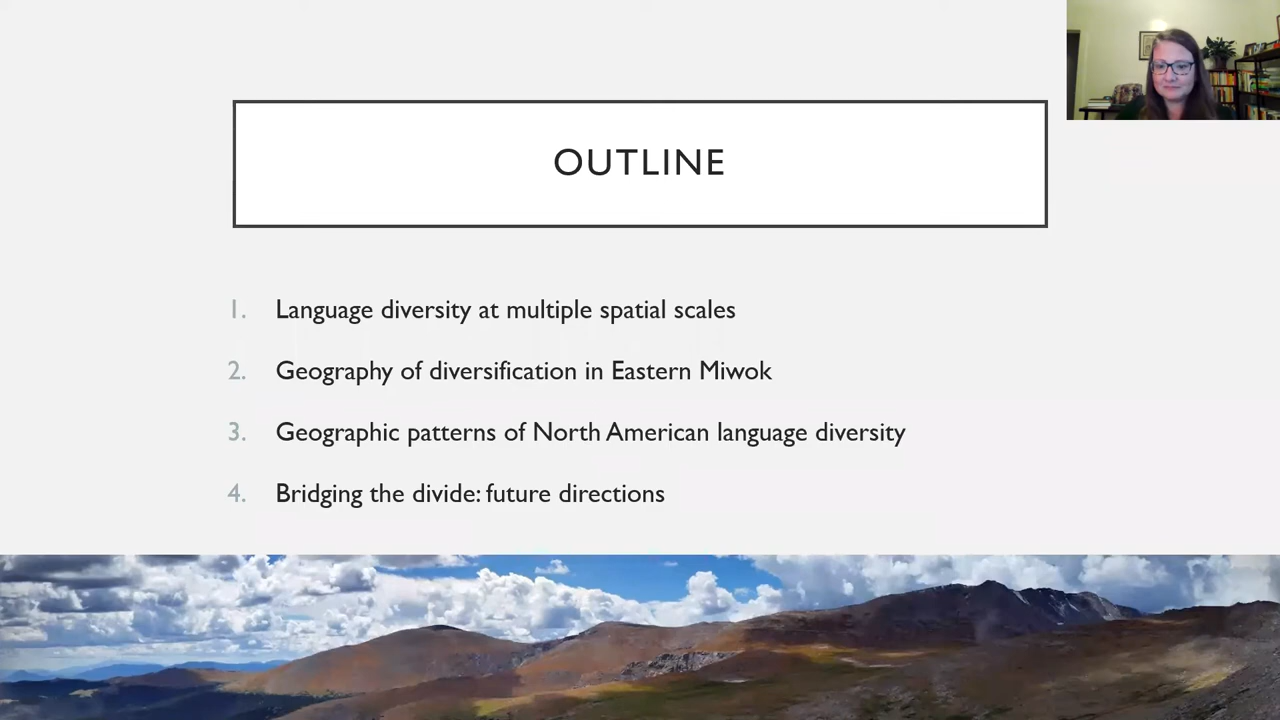 OUTLINE
1. Language diversity at multiple spatial scales
2. Geography of diversification in Eastern Miwok
3. Geographic patterns of North American language diversity
4. Bridging the divide: future directions